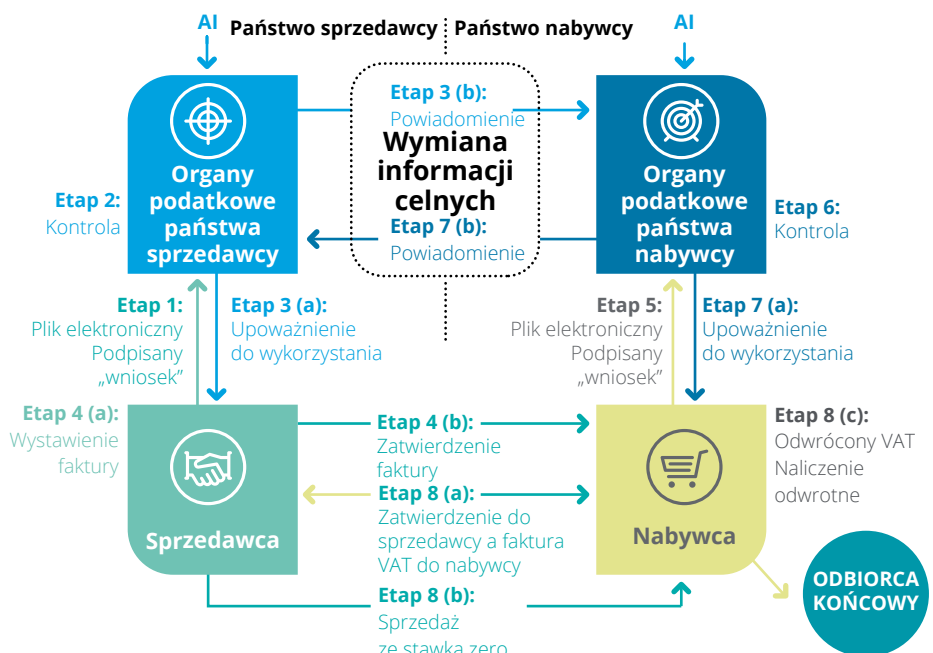 AI
Państwo sprzedawcy
Państwo nabywcy
AI
Etap 3 (b):
Powiadomienie
Wymiana
informacji
celnych
Etap 7 (b):
Powiadomienie
Organy
podatkowe
państwa
sprzedawcy
Organy
podatkowe
państwa
nabywcy
Etap 2:
Kontrola
Etap 6:
Kontrola
Etap 1:
Plik elektroniczny
Podpisany
„wniosek”
Etap 3 (a):
Upoważnienie
do wykorzystania
Etap 5:
Plik elektroniczny
Podpisany
„wniosek”
Etap 7 (a):
Upoważnienie
do wykorzystania
Etap 4 (a):
Wystawienie
faktury
Sprzedawca
Etap 4 (b):
Zatwierdzenie
faktury
Etap 8 (a):
Zatwierdzenie do
sprzedawcy a faktura
VAT do nabywcy
Etap 8 (b):
Sprzedaż
ze stawką zero
Nabywca
Etap 8 (c):
Odwrócony VAT
Naliczenie
odwrotne
ODBIORCA
KOŃCOWY